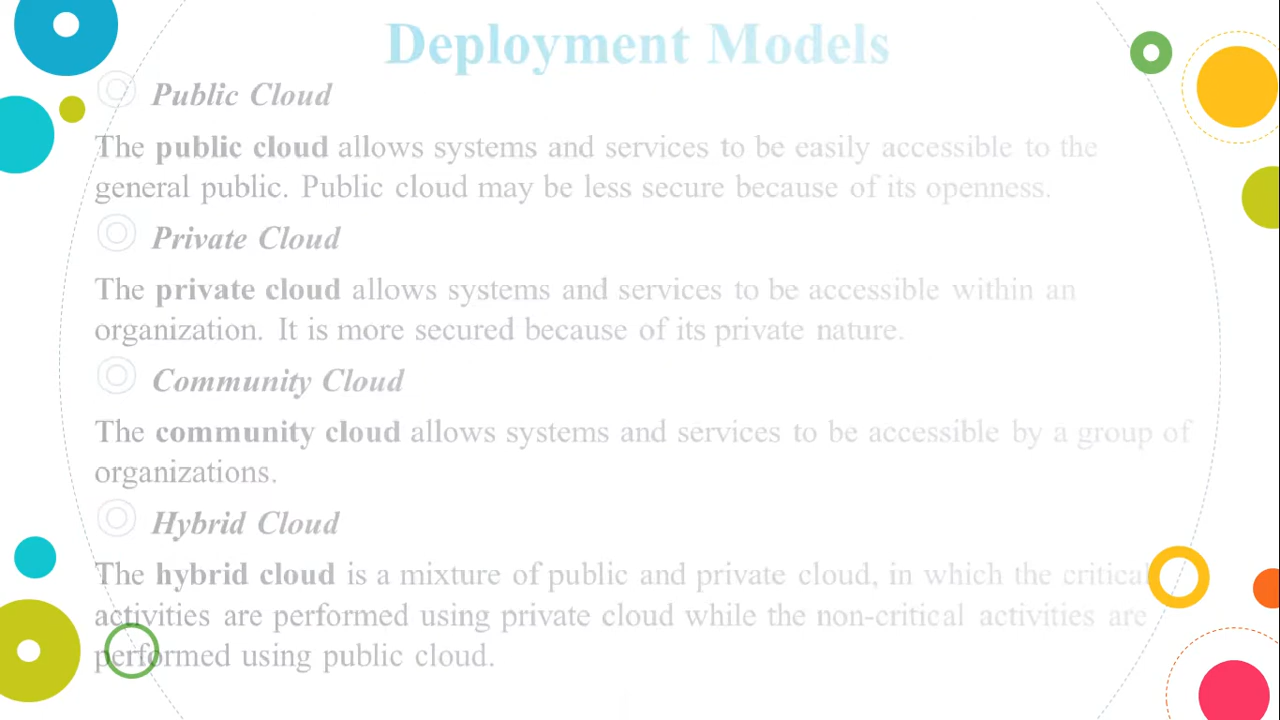 Deployment Models
Public Cloud
The public cloud allows systems and services to be easily accessible to the
general public. Public cloud may be less secure because of its openness.
Private Cloud
The private cloud allows systems and services to be accessible within an
organization. It is more secured because of its private nature.
Community Cloud
The community cloud allows systems and services to be accessible by a group of
organizations.
Hybrid Cloud
The hybrid cloud is a mixture of public and private cloud, in which the critical
activities are performed using private cloud while the non-critical activities are
performed using public cloud.